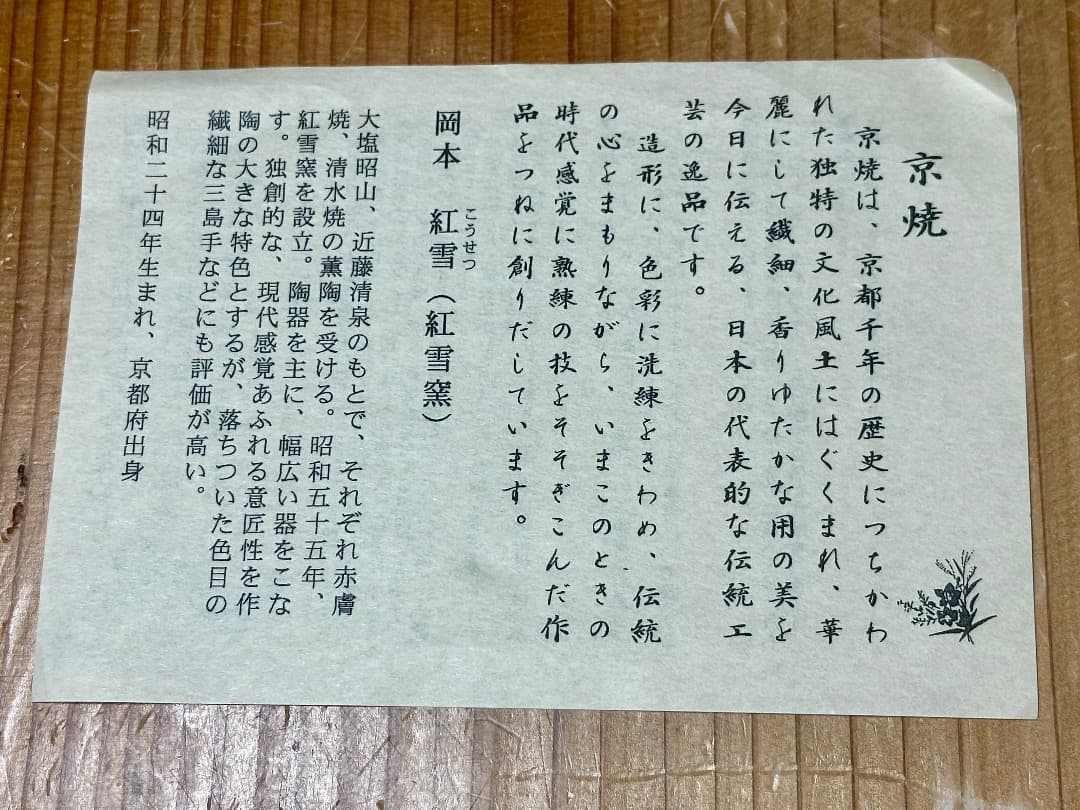 京焼
京焼は、京都千年の歴史につちかわ
れた独特の文化風土にはぐくまれ、華
麗にして繊細、香りゆたかな用の美を
今日に伝える、日本の代表的な伝統工
芸の逸品です。
造形に、色彩に洗練をきわめ、伝統
の心をまもりながら、いまこのときの
時代感覚に熟練の技をそそぎこんだ作
品をつねに創りだしています。
岡本 紅雪（紅雪窯）
こうせつ
大塩昭山、近藤清泉のもとで、それぞれ赤膚
焼、清水焼の薫陶を受ける。昭和五十五年、
紅雪窯を設立。陶器を主に、幅広い器をこな
す。独創的な、現代感覚あふれる意匠性を作
陶の大きな特色とするが、落ちついた色目の
繊細な三島手などにも評価が高い。
昭和二十四年生まれ、京都府出身